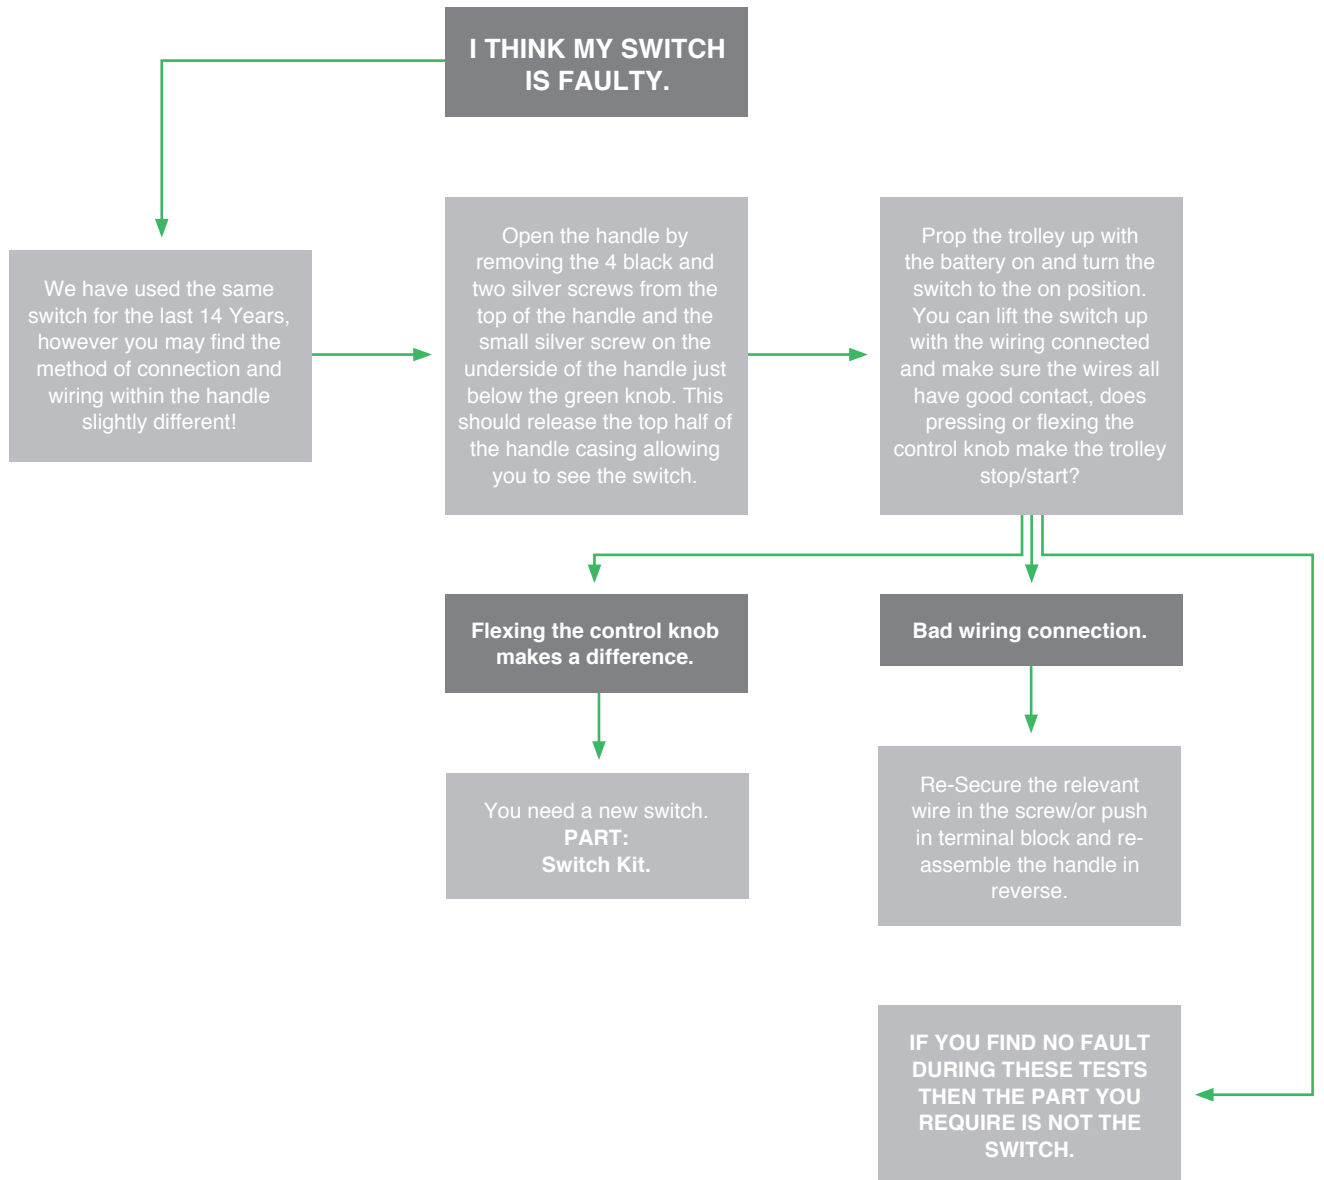 I THINK MY SWITCH
IS FAULTY.
We have used the same
switch for the last 14 Years,
however you may find the
method of connection and
wiring within the handle
slightly different!
Open the handle by
removing the 4 black and
two silver screws from the
top of the handle and the
small silver screw on the
underside of the handle just
below the green knob. This
should release the top half of
the handle casing allowing
you to see the switch.
Prop the trolley up with
the battery on and turn the
switch to the on position.
You can lift the switch up
with the wiring connected
and make sure the wires all
have good contact, does
pressing or flexing the
control knob make the trolley
stop/start?
Flexing the control knob
makes a difference.
Bad wiring connection.
You need a new switch.
PART:
Switch Kit.
Re-Secure the relevant
wire in the screw/or push
in terminal block and re-
assemble the handle in
reverse.
IF YOU FIND NO FAULT
DURING THESE TESTS
THEN THE PART YOU
REQUIRE IS NOT THE
SWITCH.